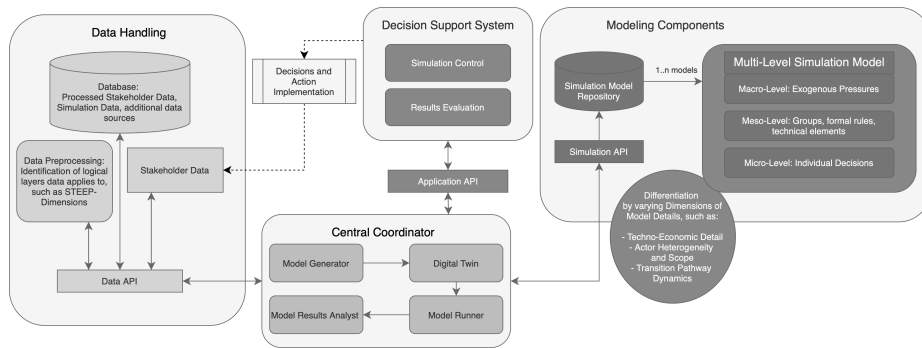 Data Handling
Database:
Processed Stakeholder Data,
Simulation Data, additional data
sources
Data Preprocessing:
Identification of logical
layers data applies to,
such as STEEP-
Dimensions
Stakeholder Data
Data API
Decisions and
Action
Implementation
Decision Support System
Simulation Control
Results Evaluation
Application API
Central Coordinator
Model Generator
Digital Twin
Model Results Analyst
Model Runner
Modeling Components
Simulation Model
Repository
1..n models
Simulation API
Multi-Level Simulation Model
Macro-Level: Exogenous Pressures
Meso-Level: Groups, formal rules,
technical elements
Micro-Level: Individual Decisions
Differentiation
by varying Dimensions of
Model Details, such as:
- Techno-Economic Detail
- Actor Heterogeneity
and Scope
- Transition Pathway
Dynamics